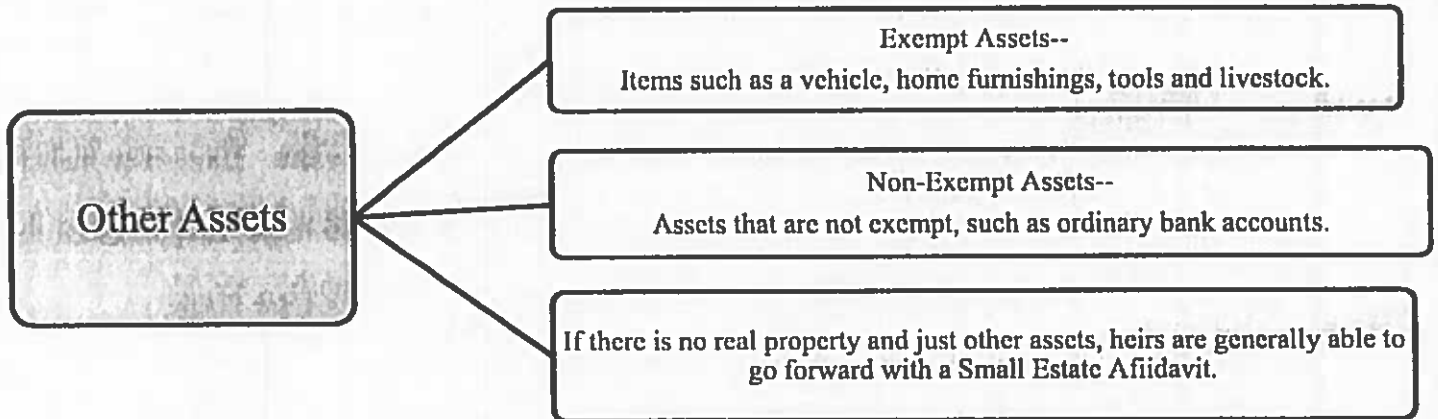 Other Assets
Exempt Assets--
Items such as a vehicle, home furnishings, tools and livestock.
Non-Exempt Assets--
Assets that are not exempt, such as ordinary bank accounts.
If there is no real property and just other assets, heirs are generally able to
go forward with a Small Estate Affidavit.